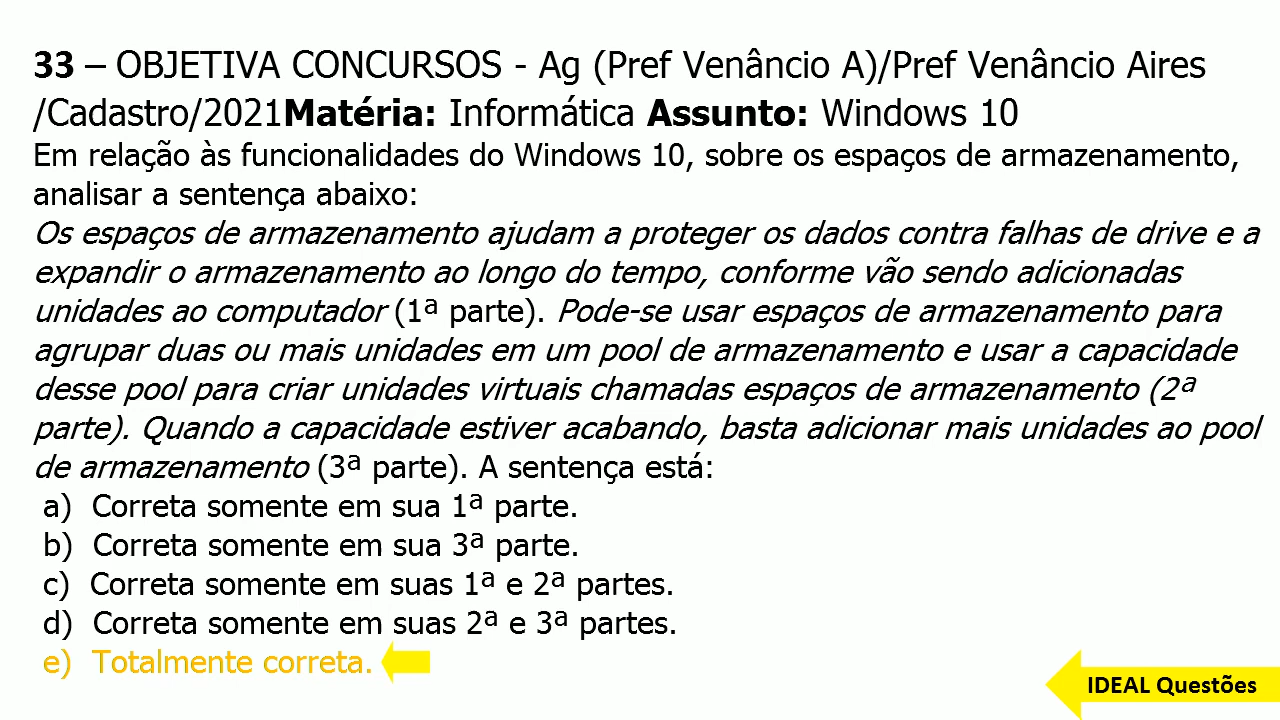 33 – OBJETIVA CONCURSOS - Ag (Pref Venâncio A)/Pref Venâncio Aires
/Cadastro/2021Matéria: Informática Assunto: Windows 10
Em relação às funcionalidades do Windows 10, sobre os espaços de armazenamento,
analisar a sentença abaixo:
Os espaços de armazenamento ajudam a proteger os dados contra falhas de drive e a
expandir o armazenamento ao longo do tempo, conforme vão sendo adicionadas
unidades ao computador (1ª parte). Pode-se usar espaços de armazenamento para
agrupar duas ou mais unidades em um pool de armazenamento e usar a capacidade
desse pool para criar unidades virtuais chamadas espaços de armazenamento (2ª
parte). Quando a capacidade estiver acabando, basta adicionar mais unidades ao pool
de armazenamento (3ª parte). A sentença está:
a) Correta somente em sua 1ª parte.
b) Correta somente em sua 3ª parte.
c) Correta somente em suas 1ª e 2ª partes.
d) Correta somente em suas 2ª e 3ª partes.
e) Totalmente correta.
IDEAL Questões